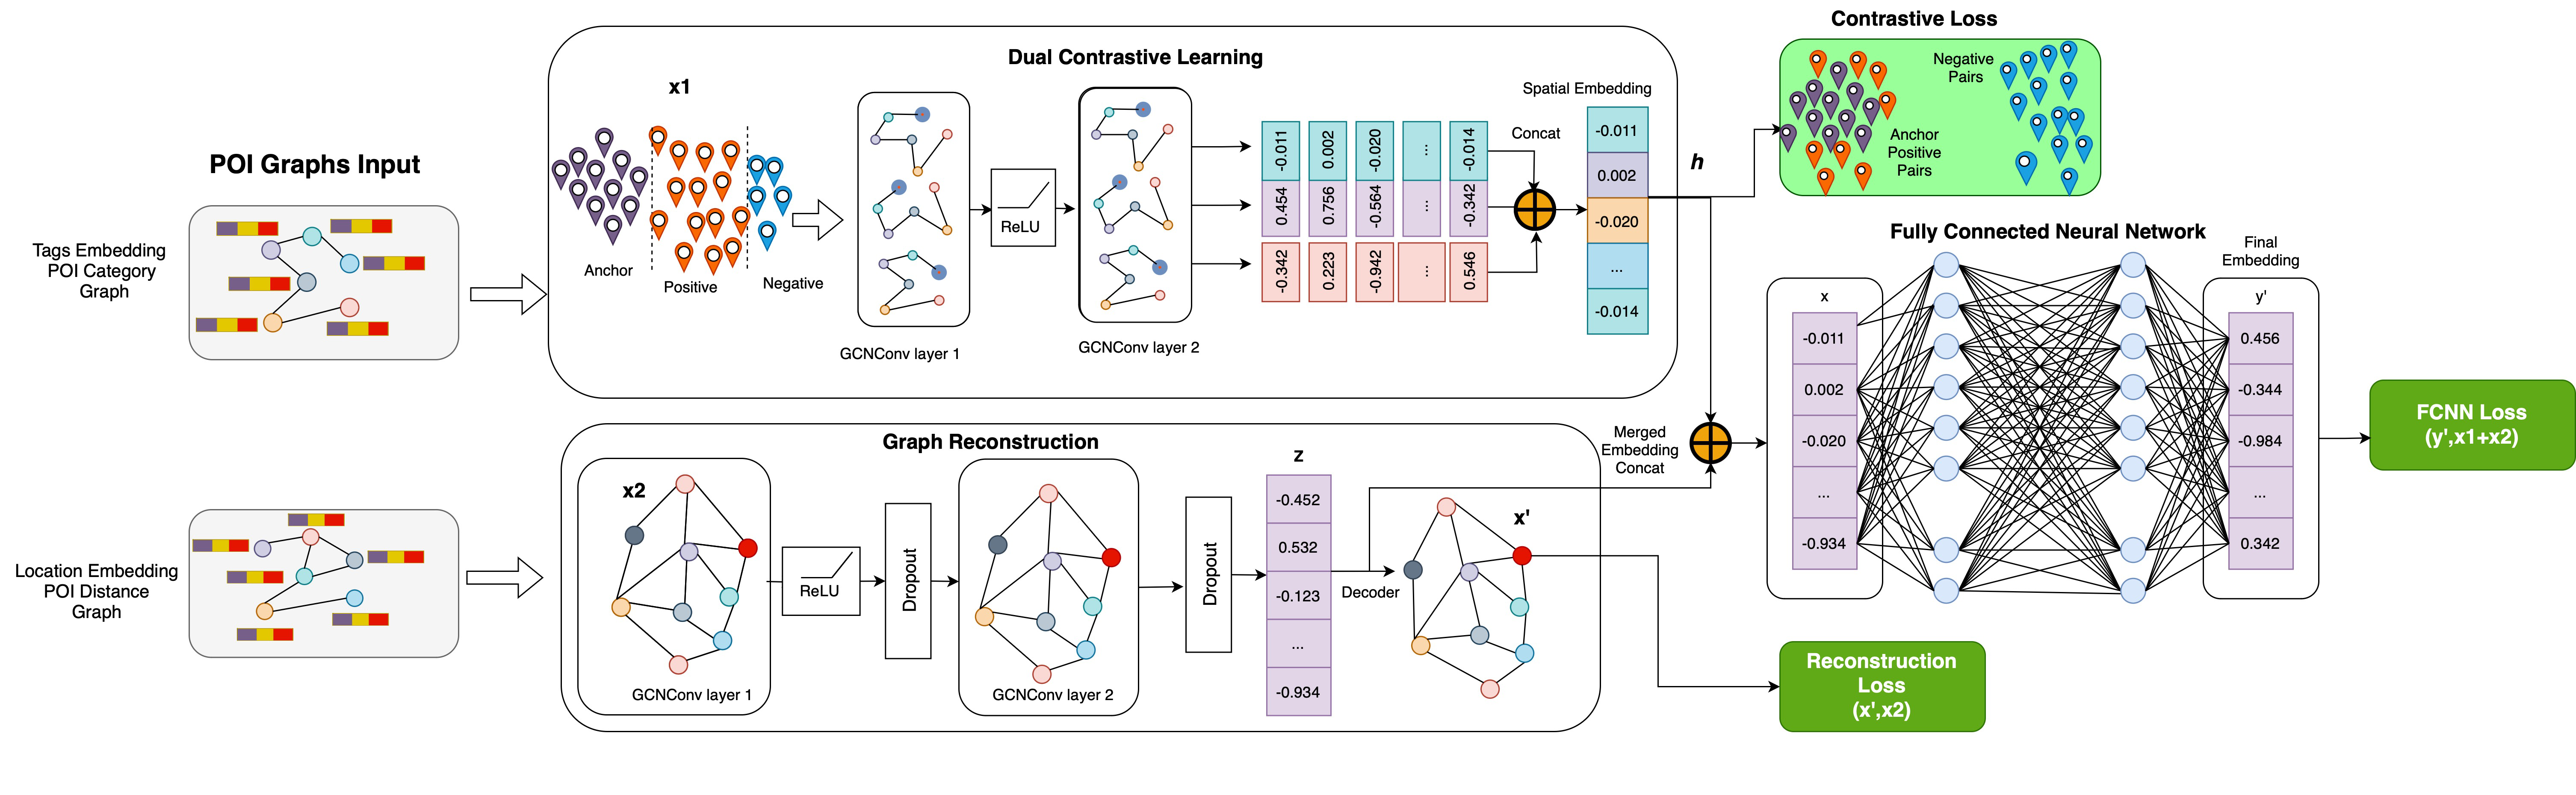 POI Graphs Input
Tags Embedding
POI Category
Graph
Location Embedding
POI Distance
Graph
Dual Contrastive Learning
x1
Anchor
Positive
Negative
GCNConv layer 1
ReLU
GCNConv layer 2
-0.011
0.002
-0.020
...
-0.014
0.454
0.756
-0.564
...
-0.342
-0.342
0.223
-0.942
...
0.546
Concat
Spatial Embedding
-0.011
0.002
-0.020
...
-0.014
h
Contrastive Loss
Negative
Pairs
Anchor
Positive
Pairs
Graph Reconstruction
x2
GCNConv layer 1
ReLU
Dropout
GCNConv layer 2
Dropout
z
-0.452
0.532
-0.123
...
-0.934
Decoder
x'
Merged
Embedding
Concat
Fully Connected Neural Network
x
-0.011
0.002
-0.020
...
-0.934
Final
Embedding
y'
0.456
-0.344
-0.984
...
0.342
FCNN Loss
(y',x1+x2)
Reconstruction
Loss
(x',x2)